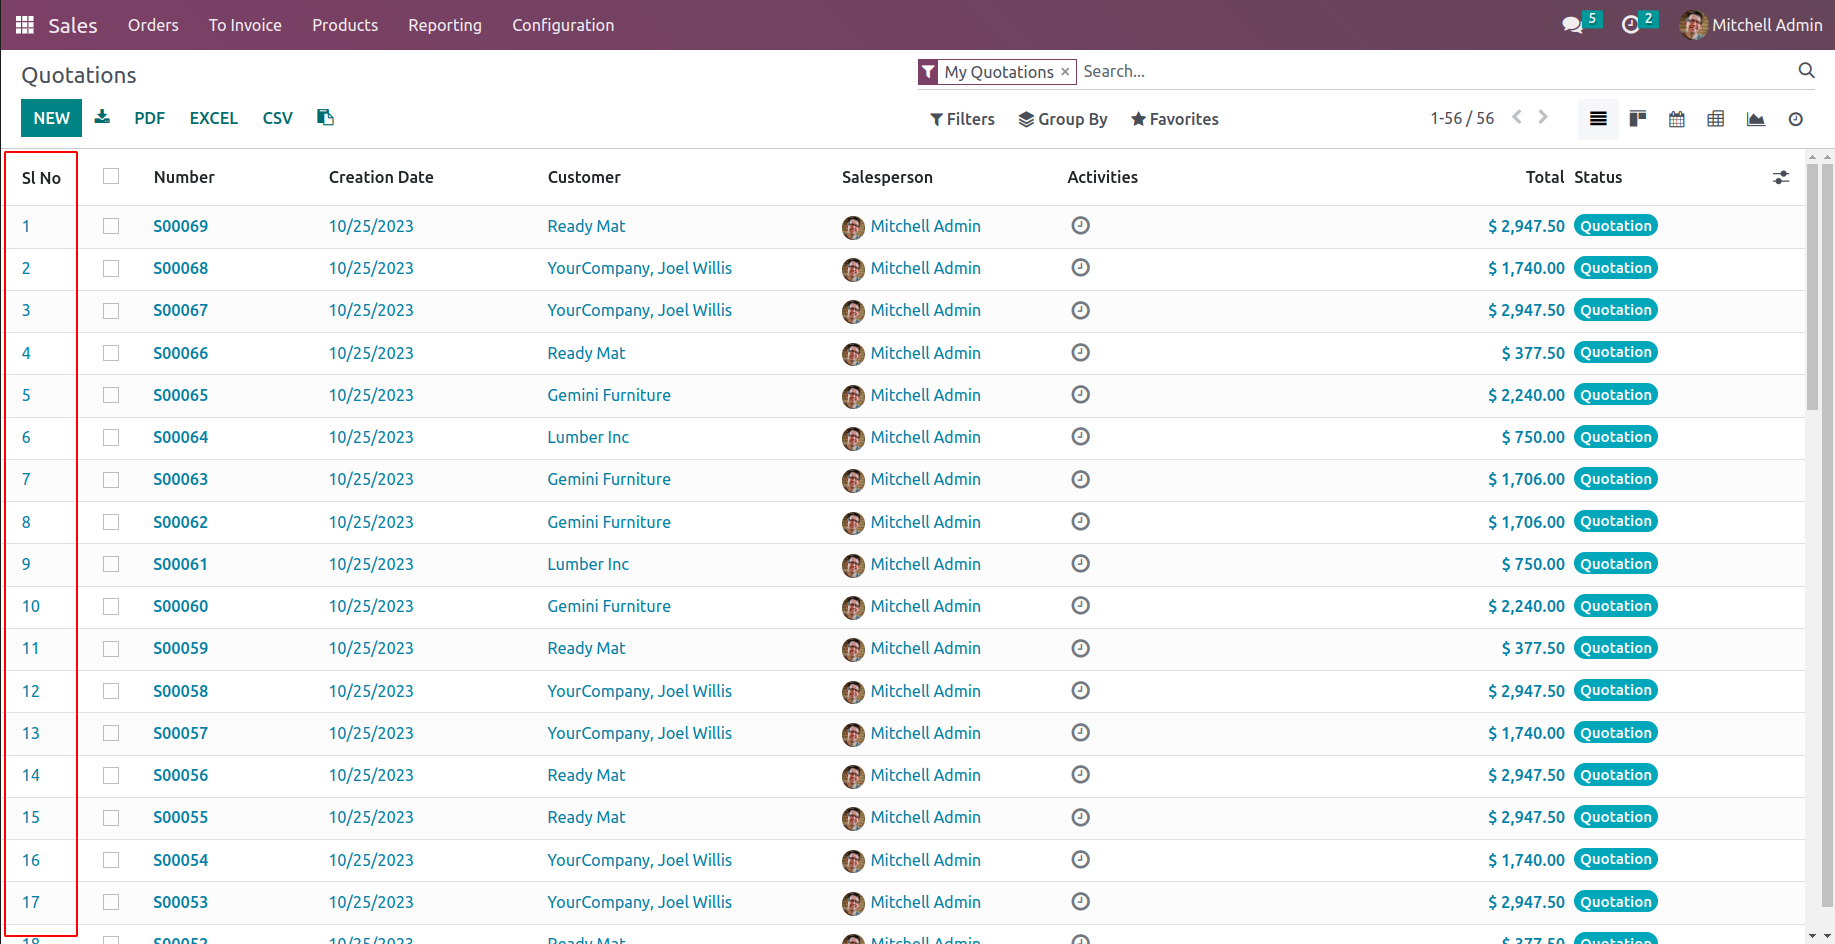 Sales Orders To Invoice Products Reporting Configuration 5 2 Mitchell Admin
Quotations My Quotations × Search...
NEW PDF EXCEL CSV Filters Group By Favorites 1-56 / 56
Sl No Number Creation Date Customer Salesperson Activities Total Status
1 S00069 10/25/2023 Ready Mat Mitchell Admin $ 2,947.50 Quotation
2 S00068 10/25/2023 YourCompany, Joel Willis Mitchell Admin $ 1,740.00 Quotation
3 S00067 10/25/2023 YourCompany, Joel Willis Mitchell Admin $ 2,947.50 Quotation
4 S00066 10/25/2023 Ready Mat Mitchell Admin $ 377.50 Quotation
5 S00065 10/25/2023 Gemini Furniture Mitchell Admin $ 2,240.00 Quotation
6 S00064 10/25/2023 Lumber Inc Mitchell Admin $ 750.00 Quotation
7 S00063 10/25/2023 Gemini Furniture Mitchell Admin $ 1,706.00 Quotation
8 S00062 10/25/2023 Gemini Furniture Mitchell Admin $ 1,706.00 Quotation
9 S00061 10/25/2023 Lumber Inc Mitchell Admin $ 750.00 Quotation
10 S00060 10/25/2023 Gemini Furniture Mitchell Admin $ 2,240.00 Quotation
11 S00059 10/25/2023 Ready Mat Mitchell Admin $ 377.50 Quotation
12 S00058 10/25/2023 YourCompany, Joel Willis Mitchell Admin $ 2,947.50 Quotation
13 S00057 10/25/2023 YourCompany, Joel Willis Mitchell Admin $ 1,740.00 Quotation
14 S00056 10/25/2023 Ready Mat Mitchell Admin $ 2,947.50 Quotation
15 S00055 10/25/2023 Ready Mat Mitchell Admin $ 2,947.50 Quotation
16 S00054 10/25/2023 YourCompany, Joel Willis Mitchell Admin $ 1,740.00 Quotation
17 S00053 10/25/2023 YourCompany, Joel Willis Mitchell Admin $ 2,947.50 Quotation
18 S00052 10/25/2023 Ready Mat Mitchell Admin $ 377.50 Quotation